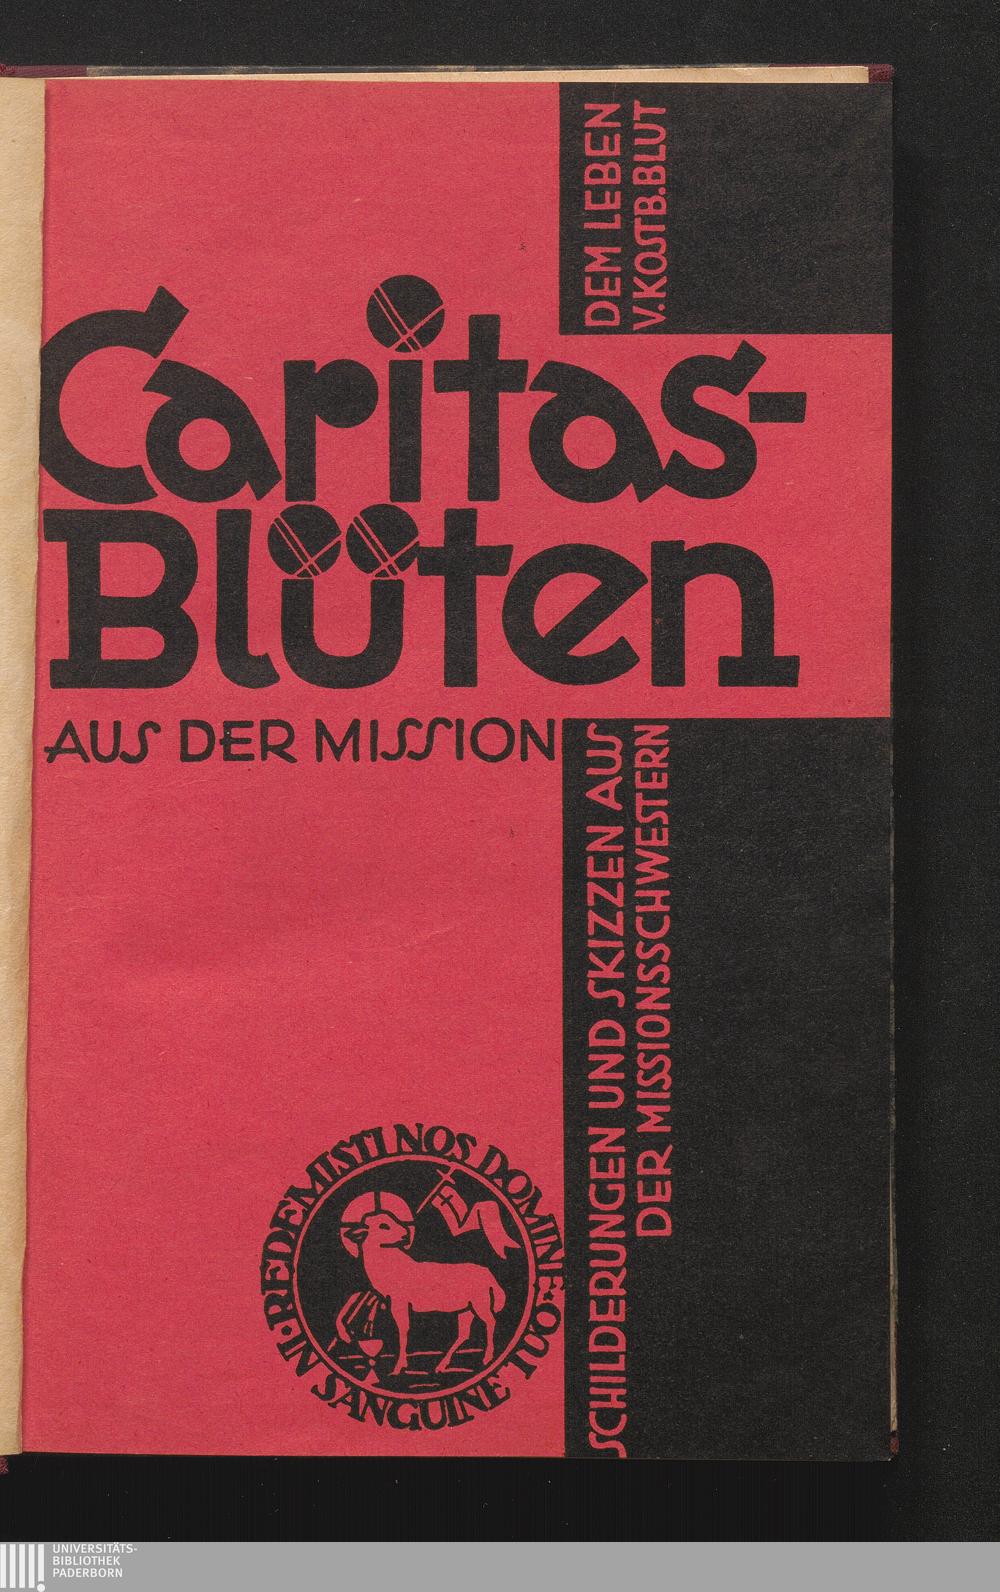 Caritas-
Blüten
AUS DER MISSION
SCHILDERUNGEN UND SKIZZEN AUS DEM LEBEN
DER MISSIONSSCHWESTERN V. KOSTB. BLUT
REDEMISTI NOS DOMINE · IN SANGUINE TUO ·
UNIVERSITÄTS-
BIBLIOTHEK
PADERBORN